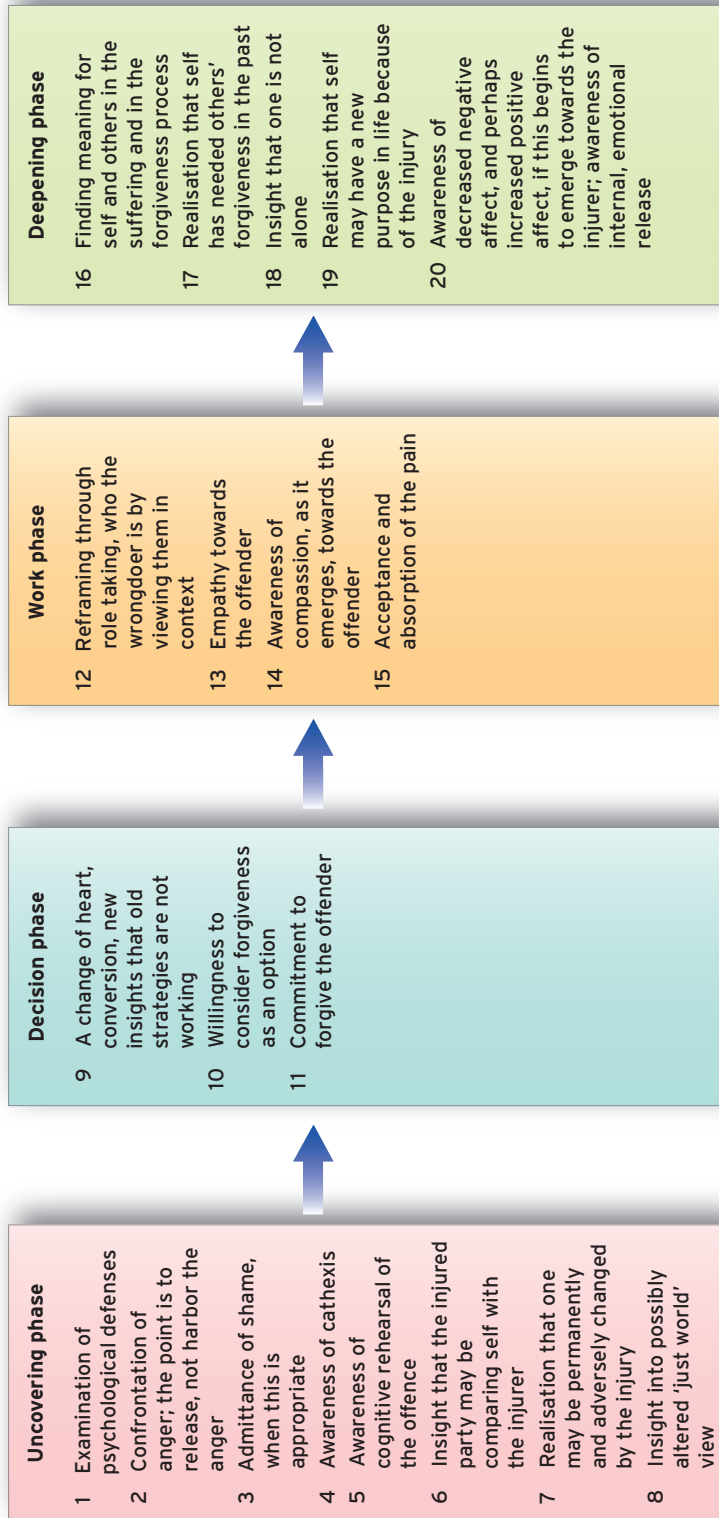 Uncovering phase
1 Examination of
psychological defenses
2 Confrontation of
anger; the point is to
release, not harbor the
anger
3 Admittance of shame,
when this is
appropriate
4 Awareness of cathexis
5 Awareness of
cognitive rehearsal of
the offence
6 Insight that the injured
party may be
comparing self with
the injurer
7 Realisation that one
may be permanently
and adversely changed
by the injury
8 Insight into possibly
altered ‘just world’
view
Decision phase
9 A change of heart,
conversion, new
insights that old
strategies are not
working
10 Willingness to
consider forgiveness
as an option
11 Commitment to
forgive the offender
Work phase
12 Reframing through
role taking, who the
wrongdoer is by
viewing them in
context
13 Empathy towards
the offender
14 Awareness of
compassion, as it
emerges, towards the
offender
15 Acceptance and
absorption of the pain
Deepening phase
16 Finding meaning for
self and others in the
suffering and in the
forgiveness process
17 Realisation that self
has needed others’
forgiveness in the past
18 Insight that one is not
alone
19 Realisation that self
may have a new
purpose in life because
of the injury
20 Awareness of
decreased negative
affect, and perhaps
increased positive
affect, if this begins
to emerge towards the
injurer; awareness of
internal, emotional
release